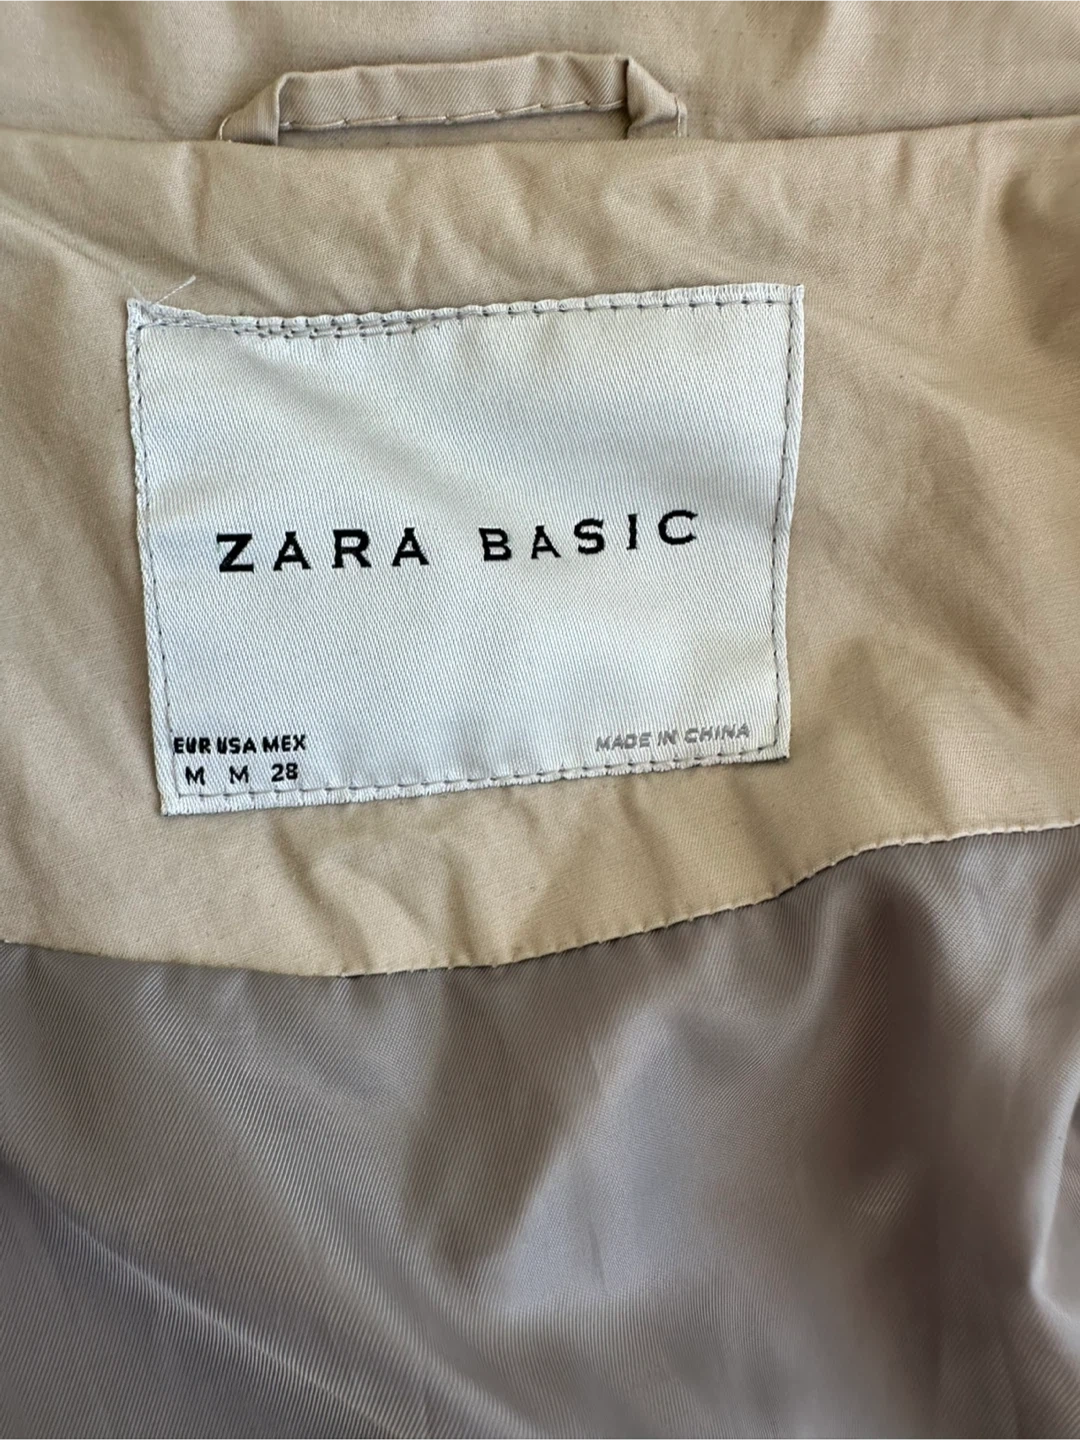 ZARA BASIC
EUR USA MEX
M M 28
MADE IN CHINA